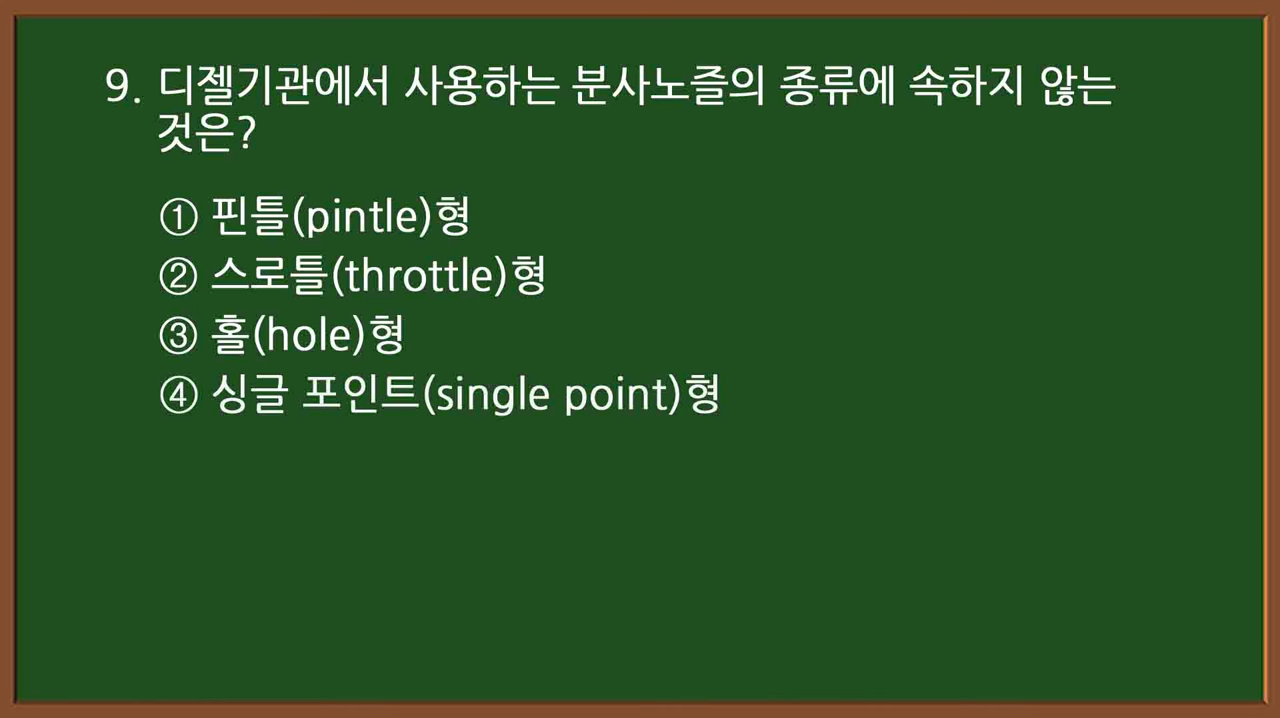 9. 디젤기관에서 사용하는 분사노즐의 종류에 속하지 않는
것은?
① 핀틀(pintle)형
② 스로틀(throttle)형
③ 홀(hole)형
④ 싱글 포인트(single point)형